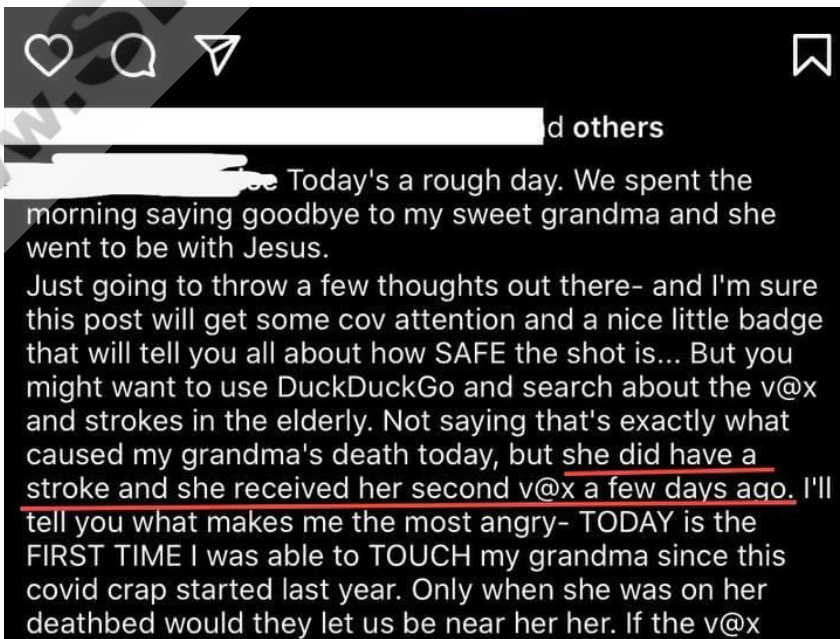 d others
Today's a rough day. We spent the
morning saying goodbye to my sweet grandma and she
went to be with Jesus.
Just going to throw a few thoughts out there- and I'm sure
this post will get some cov attention and a nice little badge
that will tell you all about how SAFE the shot is... But you
might want to use DuckDuckGo and search about the v@x
and strokes in the elderly. Not saying that's exactly what
caused my grandma's death today, but she did have a
stroke and she received her second v@x a few days ago. I'll
tell you what makes me the most angry- TODAY is the
FIRST TIME I was able to TOUCH my grandma since this
covid crap started last year. Only when she was on her
deathbed would they let us be near her her. If the v@x